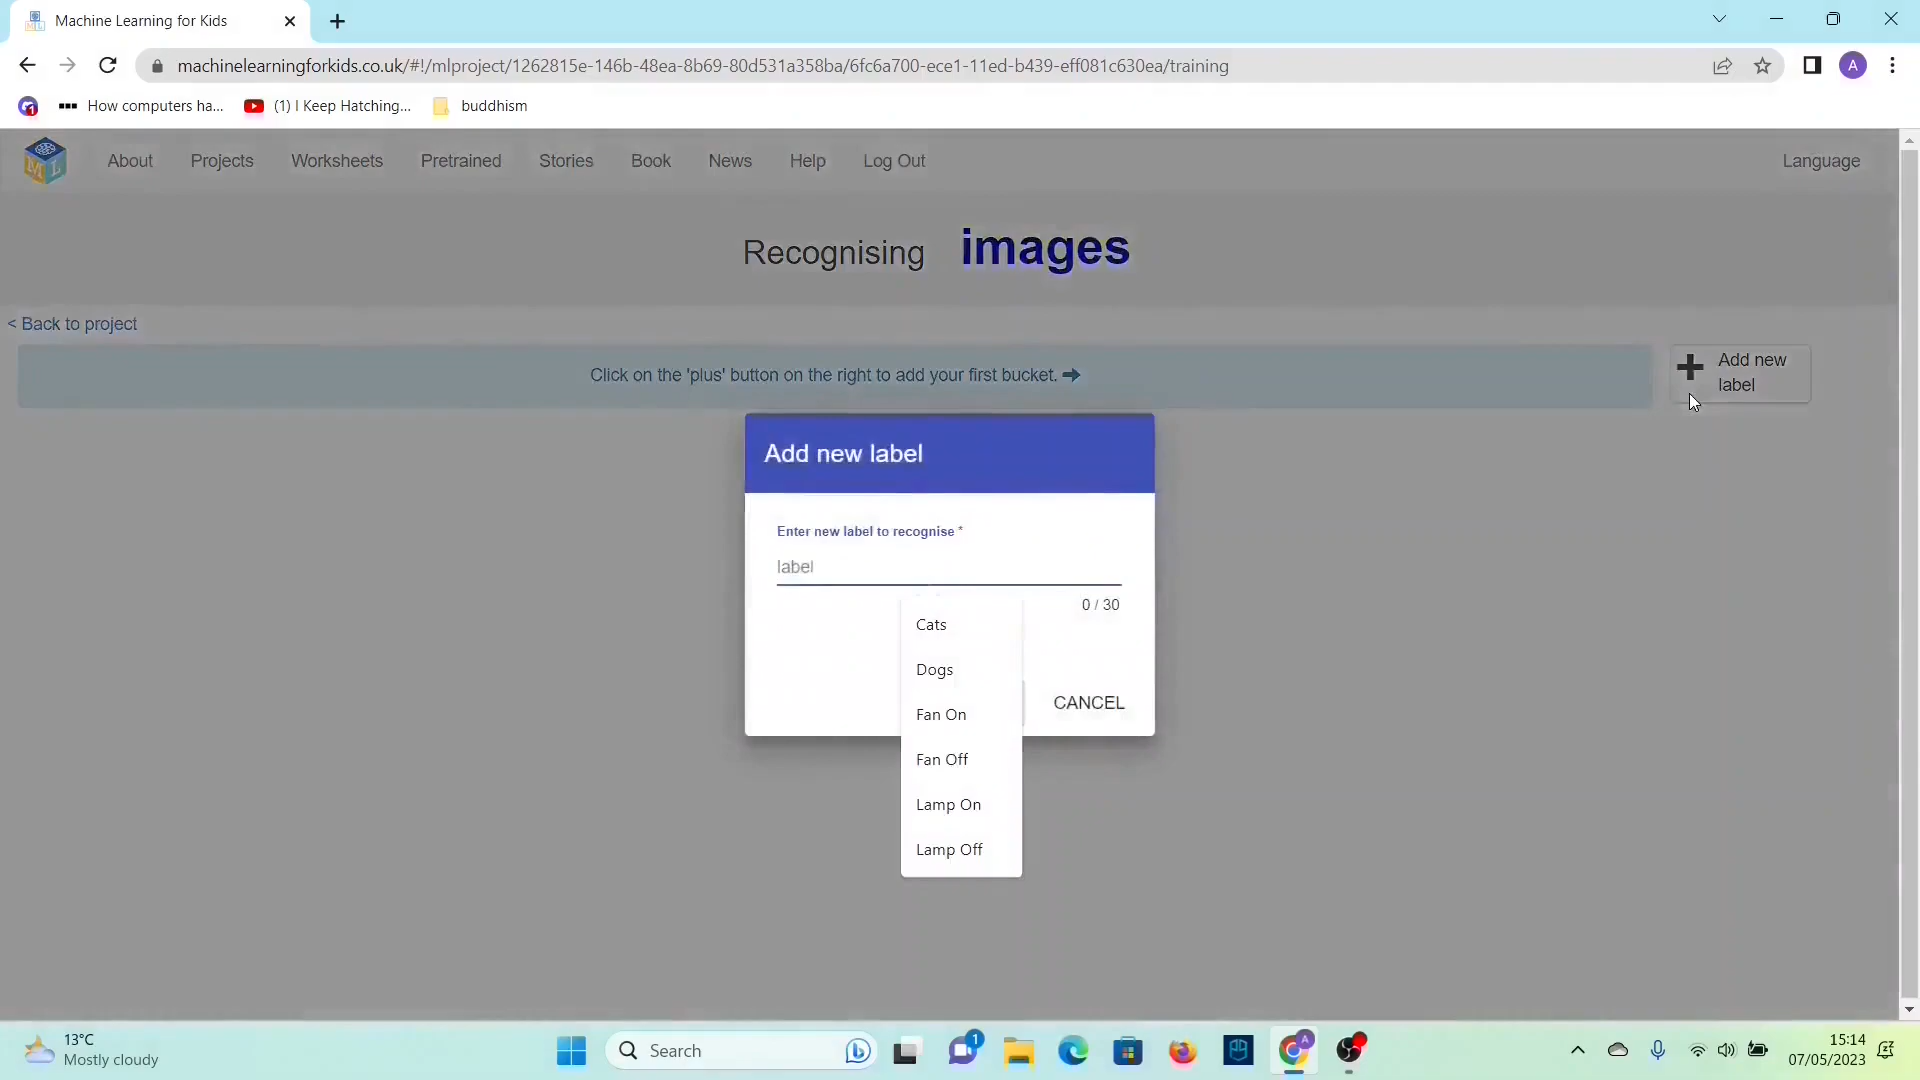 Machine Learning for Kids
machinelearningforkids.co.uk/#!/mlproject/1262815e-146b-48ea-8b69-80d531a358ba/6fc6a700-ece1-11ed-b439-eff081c630ea/training
A
How computers ha...
(1) I Keep Hatching...
buddhism
About
Projects
Worksheets
Pretrained
Stories
Book
News
Help
Log Out
Language
Recognising images
< Back to project
Click on the 'plus' button on the right to add your first bucket.
Add new
label
Add new label
Enter new label to recognise *
label
0 / 30
Cats
Dogs
Fan On
CANCEL
Fan Off
Lamp On
Lamp Off
13°C
Mostly cloudy
Search
1
A
15:14
07/05/2023